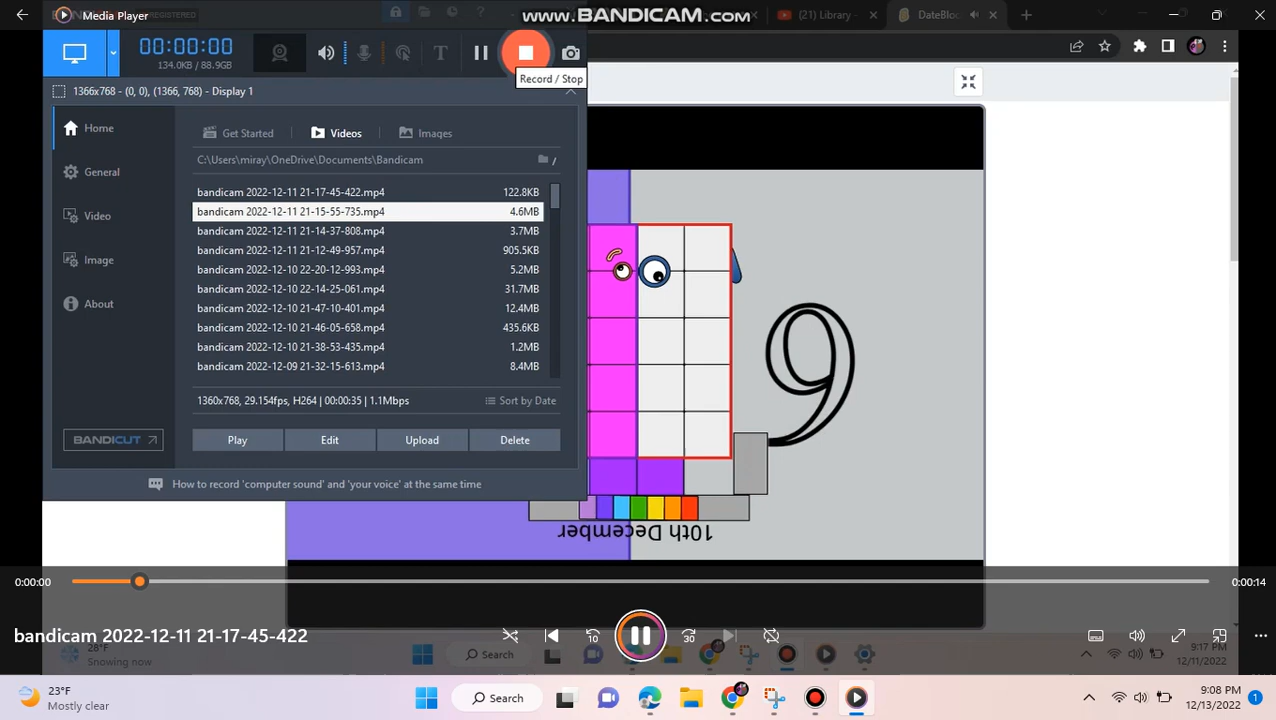 Media Player
WWW.BANDICAM.COM
(15) Library -
DateBlo
00:00:00
134.0KB / 88.9GB
Record / Stop
1366x768 - (0, 0), (1366, 768) - Display 1
Home
Get Started
Videos
Images
C:\Users\miray\OneDrive\Documents\Bandicam
General
bandicam 2022-12-11 21-17-45-422.mp4 122.8KB
bandicam 2022-12-11 21-15-55-735.mp4 4.6MB
Video
bandicam 2022-12-11 21-14-37-808.mp4 3.7MB
bandicam 2022-12-11 21-12-49-957.mp4 905.5KB
Image
bandicam 2022-12-10 22-20-12-993.mp4 5.2MB
bandicam 2022-12-10 22-14-25-061.mp4 31.7MB
About
bandicam 2022-12-10 21-47-10-401.mp4 12.4MB
bandicam 2022-12-10 21-46-05-658.mp4 435.6KB
bandicam 2022-12-10 21-38-53-435.mp4 1.2MB
bandicam 2022-12-09 21-32-15-613.mp4 8.4MB
1360x768, 29.154fps, H264 | 00:00:35 | 1.1Mbps
Sort by Date
BANDICUT
Play
Edit
Upload
Delete
How to record 'computer sound' and 'your voice' at the same time
9
10th December
0:00:00
0:00:14
bandicam 2022-12-11 21-17-45-422
10
30
28°F
Snowing now
Search
9:17 PM
12/11/2022
23°F
Mostly clear
Search
9:08 PM
12/13/2022
1